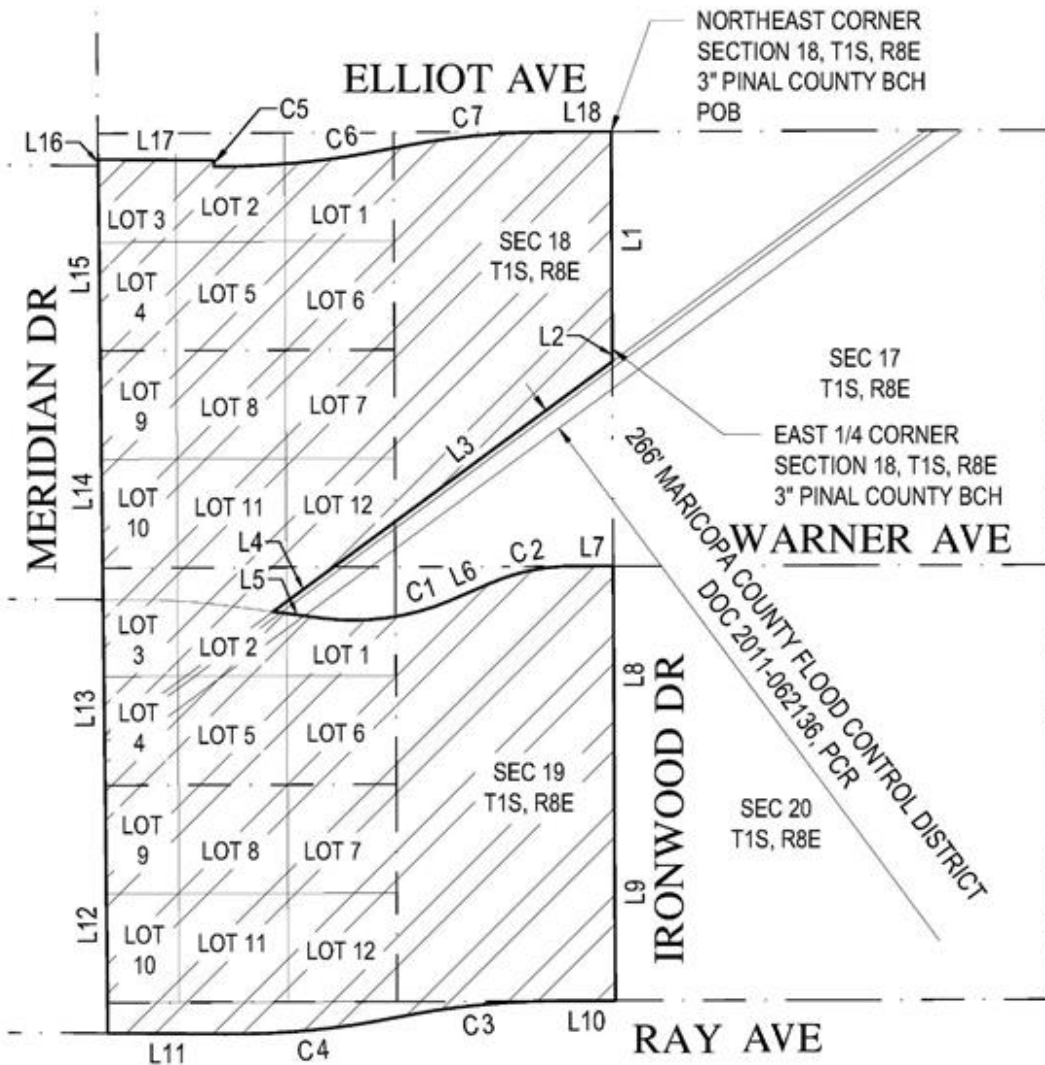 NORTHEAST CORNER
SECTION 18, T1S, R8E
3" PINAL COUNTY BCH
POB
ELLIOT AVE
C5
C6
C7
L18
L16
L17
LOT 3
LOT 2
LOT 1
SEC 18
T1S, R8E
L1
L15
LOT
4
LOT 5
LOT 6
MERIDIAN DR
L2
SEC 17
T1S, R8E
LOT
9
LOT 8
LOT 7
L3
EAST 1/4 CORNER
SECTION 18, T1S, R8E
3" PINAL COUNTY BCH
266' MARICOPA COUNTY FLOOD CONTROL DISTRICT
DOC 2011-062136, PCR
L14
LOT
10
LOT 11
LOT 12
WARNER AVE
L4
L5
C1
L6
C2
L7
LOT
3
LOT 2
LOT 1
L8
L13
LOT
4
LOT 5
LOT 6
IRONWOOD DR
SEC 19
T1S, R8E
SEC 20
T1S, R8E
LOT
9
LOT 8
LOT 7
L9
L12
LOT
10
LOT 11
LOT 12
L11
C4
C3
L10
RAY AVE